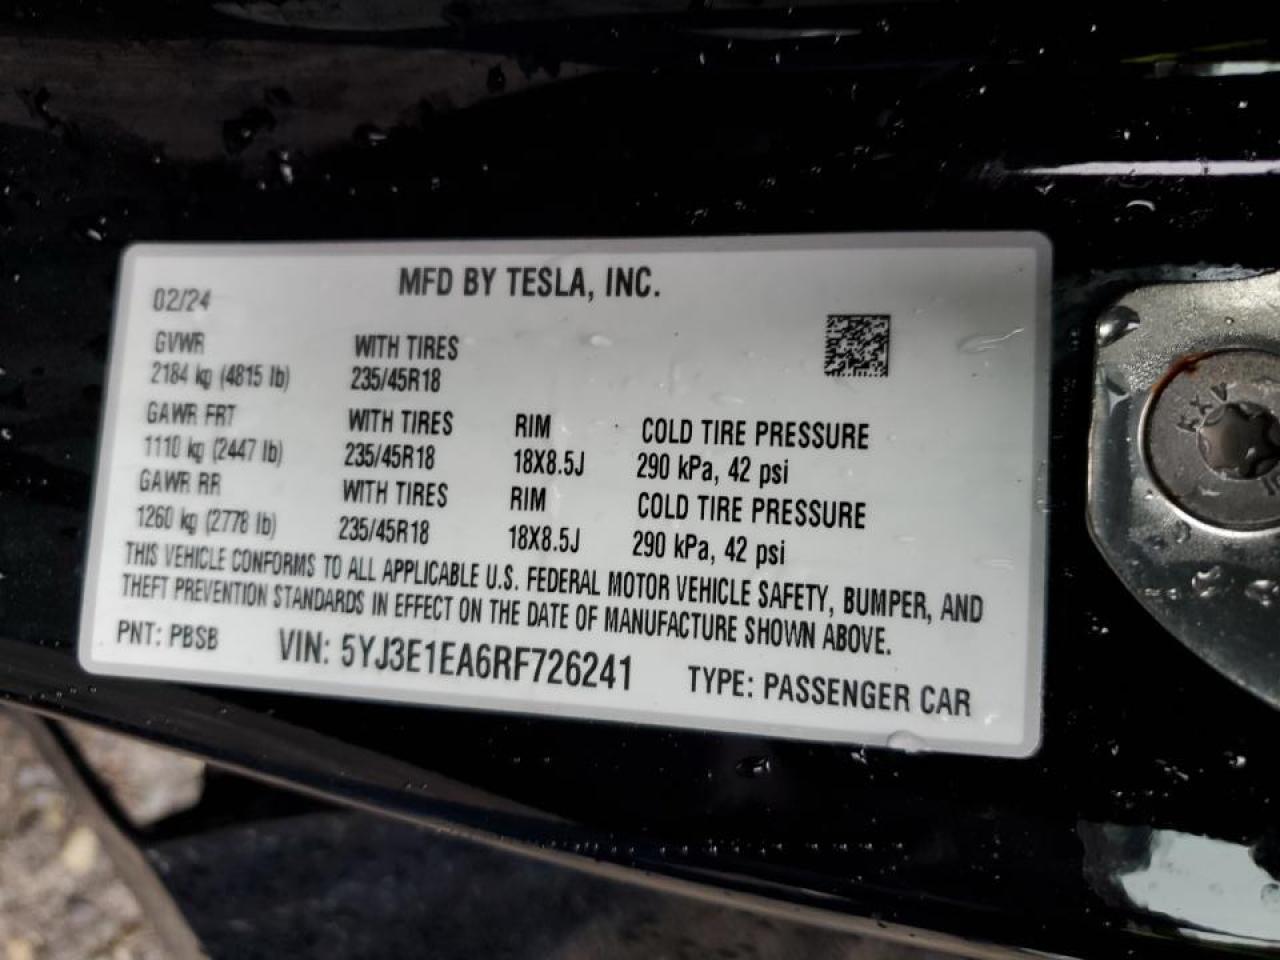 MFD BY TESLA, INC.
02/24
GVWR WITH TIRES
2184 kg (4815 lb) 235/45R18
GAWR FRT WITH TIRES RIM COLD TIRE PRESSURE
1110 kg (2447 lb) 235/45R18 18X8.5J 290 kPa, 42 psi
GAWR RR WITH TIRES RIM COLD TIRE PRESSURE
1260 kg (2778 lb) 235/45R18 18X8.5J 290 kPa, 42 psi
THIS VEHICLE CONFORMS TO ALL APPLICABLE U.S. FEDERAL MOTOR VEHICLE SAFETY, BUMPER, AND
THEFT PREVENTION STANDARDS IN EFFECT ON THE DATE OF MANUFACTURE SHOWN ABOVE.
PNT: PBSB VIN: 5YJ3E1EA6RF726241 TYPE: PASSENGER CAR